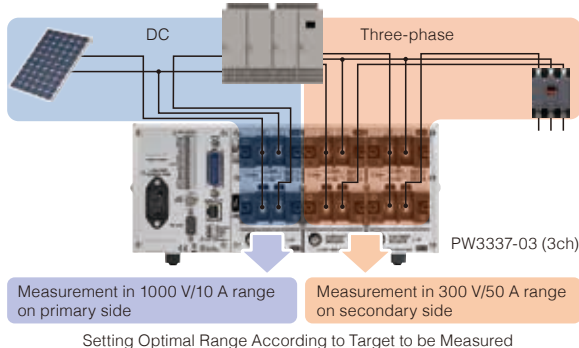 DC
Three-phase
PW3337-03 (3ch)
Measurement in 1000 V/10 A range
on primary side
Measurement in 300 V/50 A range
on secondary side
Setting Optimal Range According to Target to be Measured